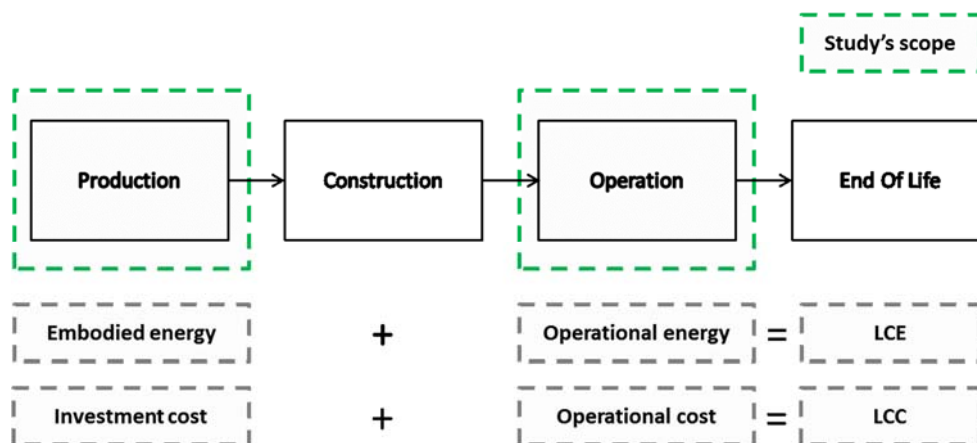 Study's scope
Production
Construction
Operation
End Of Life
Embodied energy + Operational energy = LCE
Investment cost + Operational cost = LCC